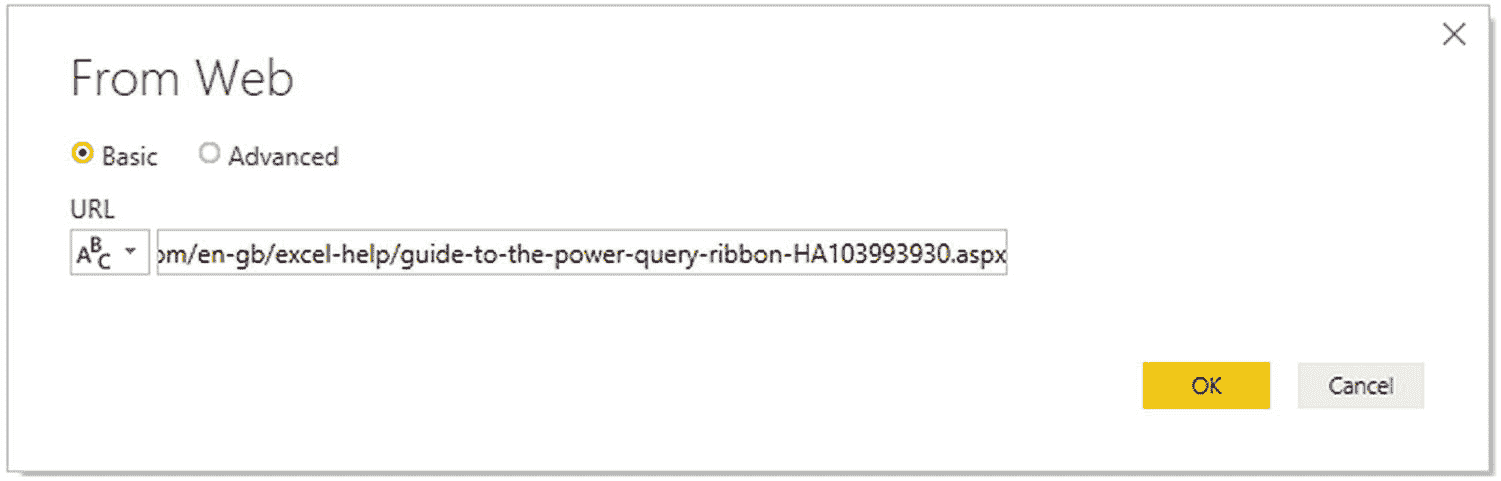 From Web
Basic Advanced
URL
ABC om/en-gb/excel-help/guide-to-the-power-query-ribbon-HA103993930.aspx
OK Cancel